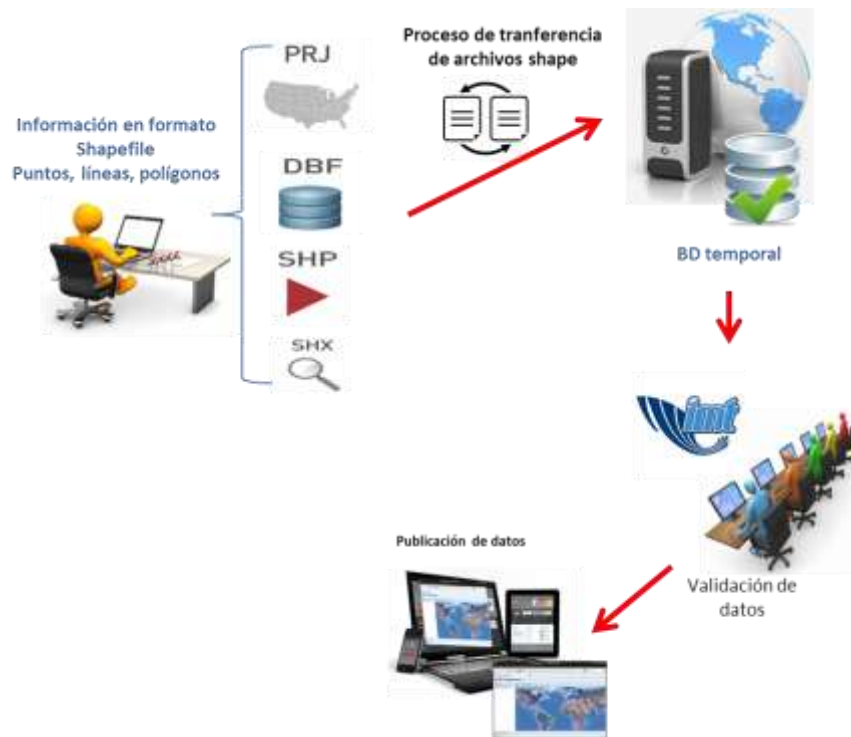 Información en formato
Shapefile
Puntos, líneas, polígonos
PRJ
DBF
SHP
SHX
Proceso de tranferencia
de archivos shape
BD temporal
imt
Validación de
datos
Publicación de datos